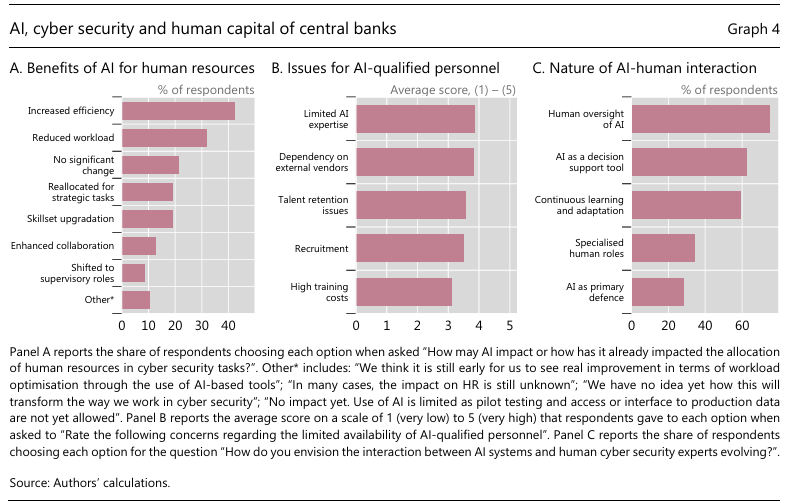 AI, cyber security and human capital of central banks
Graph 4
A. Benefits of AI for human resources
B. Issues for AI-qualified personnel
C. Nature of AI-human interaction
% of respondents
Increased efficiency
Reduced workload
No significant
change
Reallocated for
strategic tasks
Skillset upgradation
Enhanced collaboration
Shifted to
supervisory roles
Other*
0 10 20 30 40
Average score, (1) – (5)
Limited AI
expertise
Dependency on
external vendors
Talent retention
issues
Recruitment
High training
costs
0 1 2 3 4 5
% of respondents
Human oversight
of AI
AI as a decision
support tool
Continuous learning
and adaptation
Specialised
human roles
AI as primary
defence
0 20 40 60
Panel A reports the share of respondents choosing each option when asked “How may AI impact or how has it already impacted the allocation
of human resources in cyber security tasks?”. Other* includes: “We think it is still early for us to see real improvement in terms of workload
optimisation through the use of AI-based tools”; “In many cases, the impact on HR is still unknown”; “We have no idea yet how this will
transform the way we work in cyber security”; “No impact yet. Use of AI is limited as pilot testing and access or interface to production data
are not yet allowed”. Panel B reports the average score on a scale of 1 (very low) to 5 (very high) that respondents gave to each option when
asked to “Rate the following concerns regarding the limited availability of AI-qualified personnel”. Panel C reports the share of respondents
choosing each option for the question “How do you envision the interaction between AI systems and human cyber security experts evolving?”.
Source: Authors’ calculations.